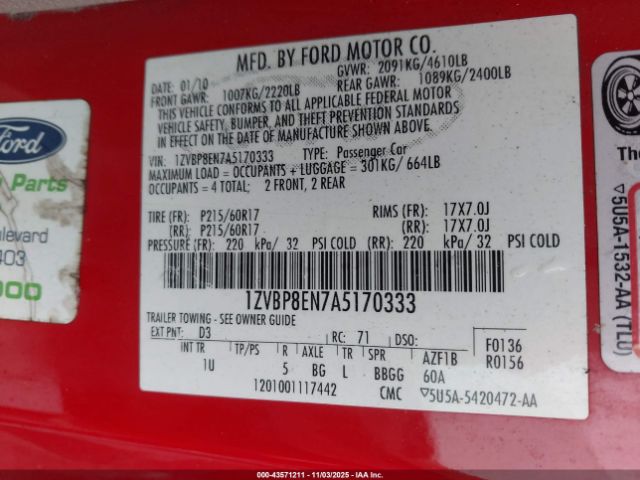 MFD. BY FORD MOTOR CO.
DATE: 01/10
GVWR: 2091KG/4610LB
FRONT GAWR: 1007KG/2220LB
REAR GAWR: 1089KG/2400LB
THIS VEHICLE CONFORMS TO ALL APPLICABLE FEDERAL MOTOR
VEHICLE SAFETY, BUMPER, AND THEFT PREVENTION STANDARDS
IN EFFECT ON THE DATE OF MANUFACTURE SHOWN ABOVE.
VIN: 1ZVBP8EN7A5170333 TYPE: Passenger Car
MAXIMUM LOAD = OCCUPANTS + LUGGAGE = 301KG/ 664LB
OCCUPANTS = 4 TOTAL; 2 FRONT, 2 REAR
TIRE (FR): P215/60R17 RIMS (FR): 17X7.0J
(RR): P215/60R17 (RR): 17X7.0J
PRESSURE (FR): 220 kPa/ 32 PSI COLD (RR): 220 kPa/ 32 PSI COLD
1ZVBP8EN7A5170333
TRAILER TOWING - SEE OWNER GUIDE
EXT PNT: D3 RC: 71 DSO: F0136
INT TR TP/PS R AXLE TR SPR AZF1B R0156
1U 5 BG L BBGG 60A
1201001117442 CMC ▽5U5A-5420472-AA
Ford
Parts
oulevard
403
000
The
▽5U5A-1532-AA (TLU)
000-43571211 - 11/03/2025 - IAAI, Inc.